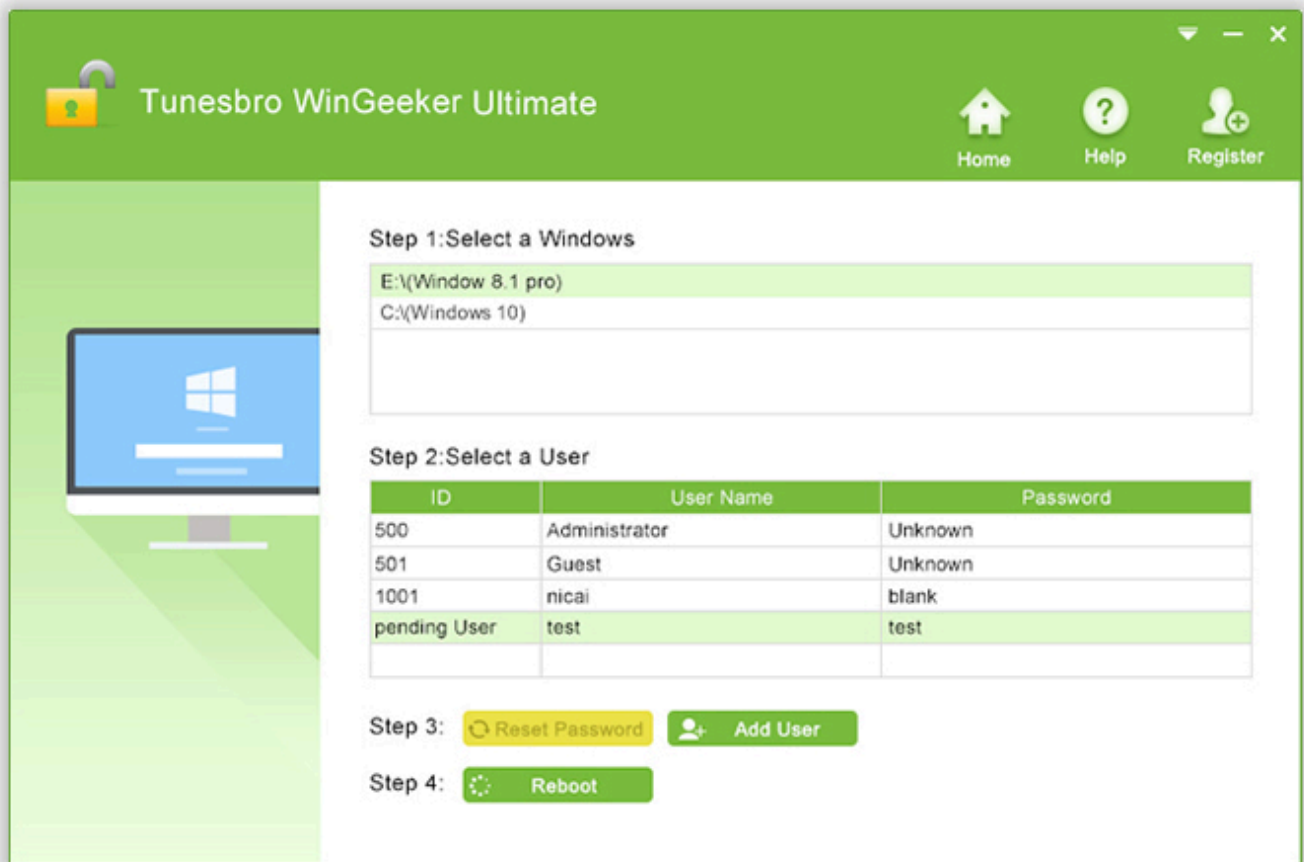 Tunesbro WinGeeker Ultimate
Home Help Register
Step 1:Select a Windows
E:\(Window 8.1 pro)
C:\(Windows 10)
Step 2:Select a User
ID User Name Password
500 Administrator Unknown
501 Guest Unknown
1001 nicai blank
pending User test test
Step 3: Reset Password Add User
Step 4: Reboot